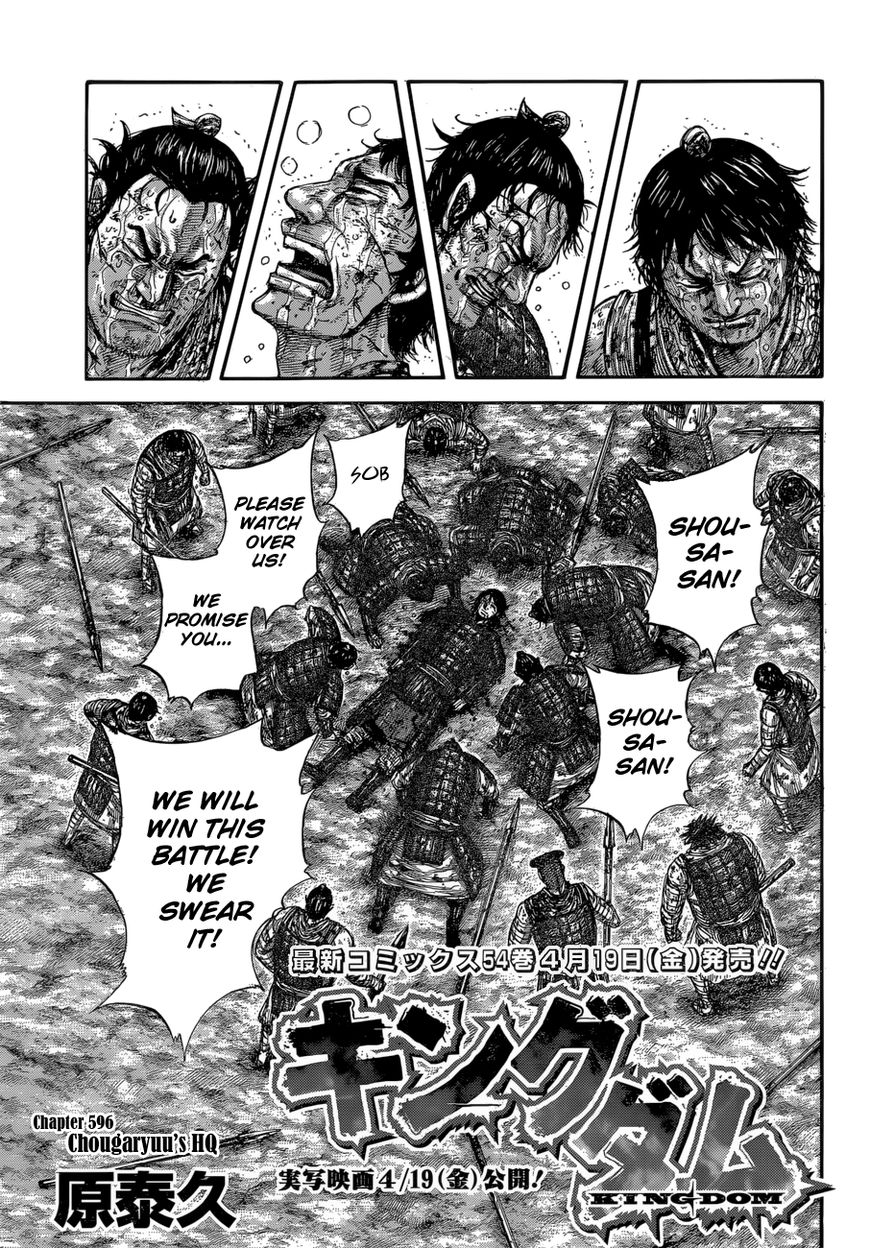 SHOU-
SA-
SAN!
SHOU-
SA-
SAN!
SOB
PLEASE
WATCH
OVER
US!
WE
PROMISE
YOU...
WE WILL
WIN THIS
BATTLE!
WE
SWEAR
IT!
最新コミックス54巻4月19日(金)発売!!
キングダム
KINGDOM
実写映画4/19(金)公開!
Chapter 596
Chougaryuu's HQ
原泰久